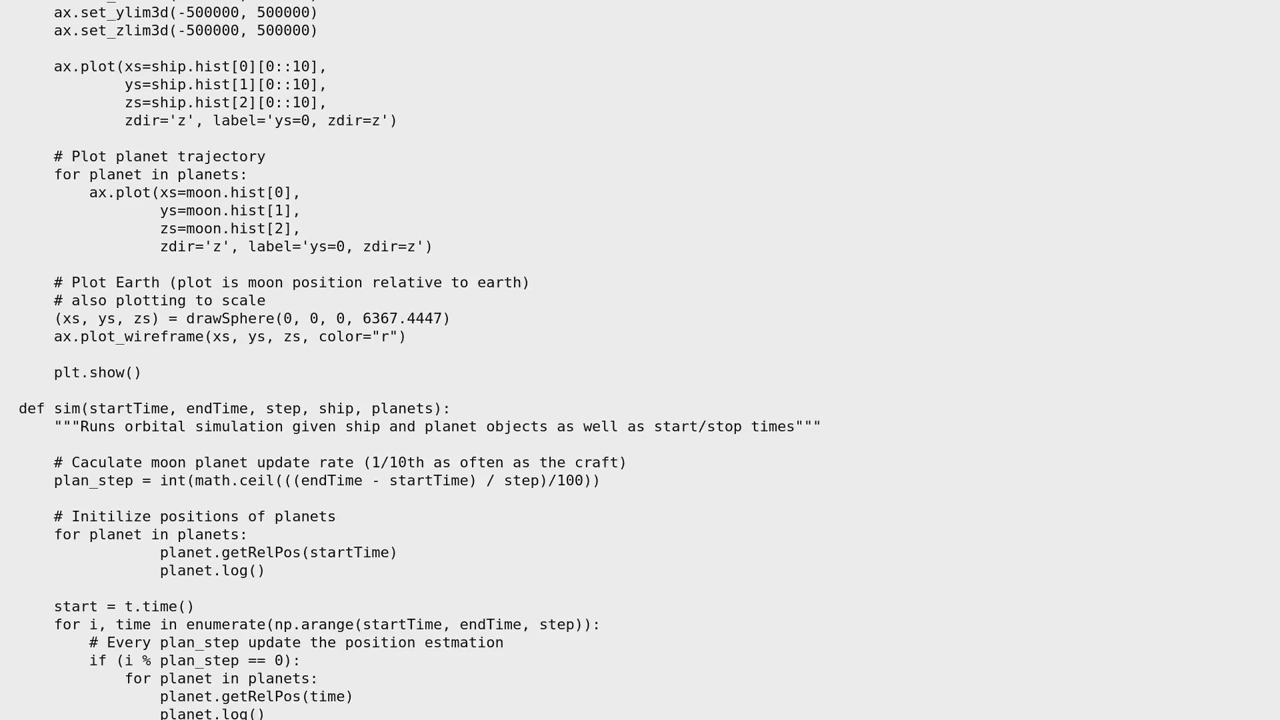 ax.set_ylim3d(-500000, 500000)
ax.set_zlim3d(-500000, 500000)
ax.plot(xs=ship.hist[0][0::10],
ys=ship.hist[1][0::10],
zs=ship.hist[2][0::10],
zdir='z', label='ys=0, zdir=z')
# Plot planet trajectory
for planet in planets:
ax.plot(xs=moon.hist[0],
ys=moon.hist[1],
zs=moon.hist[2],
zdir='z', label='ys=0, zdir=z')
# Plot Earth (plot is moon position relative to earth)
# also plotting to scale
(xs, ys, zs) = drawSphere(0, 0, 0, 6367.4447)
ax.plot_wireframe(xs, ys, zs, color="r")
plt.show()
def sim(startTime, endTime, step, ship, planets):
"""Runs orbital simulation given ship and planet objects as well as start/stop times"""
# Caculate moon planet update rate (1/10th as often as the craft)
plan_step = int(math.ceil(((endTime - startTime) / step)/100))
# Initilize positions of planets
for planet in planets:
planet.getRelPos(startTime)
planet.log()
start = t.time()
for i, time in enumerate(np.arange(startTime, endTime, step)):
# Every plan_step update the position estmation
if (i % plan_step == 0):
for planet in planets:
planet.getRelPos(time)
planet.log()